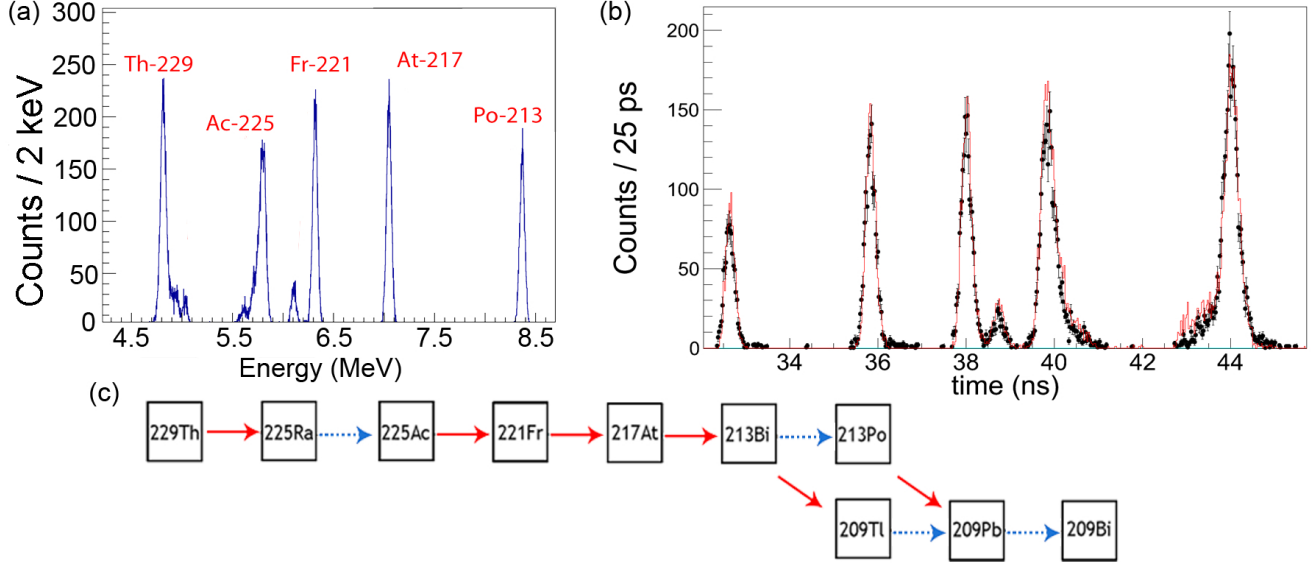 (a)
300
250
200
150
100
50
0
Counts / 2 keV
Th-229
Ac-225
Fr-221
At-217
Po-213
4.5 5.5 6.5 7.5 8.5
Energy (MeV)
(b)
200
150
100
50
0
Counts / 25 ps
34 36 38 40 42 44
time (ns)
(c)
229Th 225Ra 225Ac 221Fr 217At 213Bi 213Po
209Tl 209Pb 209Bi